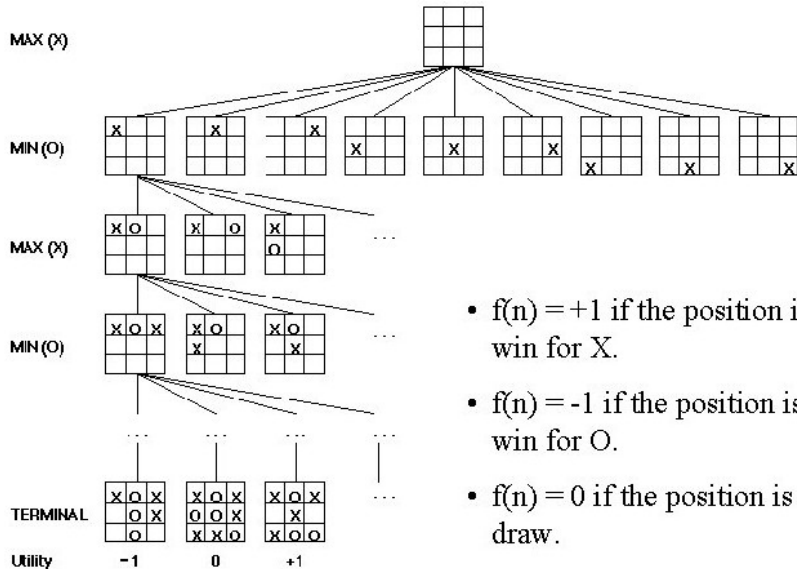 MAX (X)
X X X
MIN (O) X X X
X X X
X O X O X
MAX (X) O
...
X O X X O X O
MIN (O) X X
...
• f(n) = +1 if the position i
win for X.
• f(n) = -1 if the position is
win for O.
... ... ... ...
X O X X O X X O X
...
TERMINAL O X O O X X
O X X O X O O
• f(n) = 0 if the position is
draw.
Utility −1 0 +1